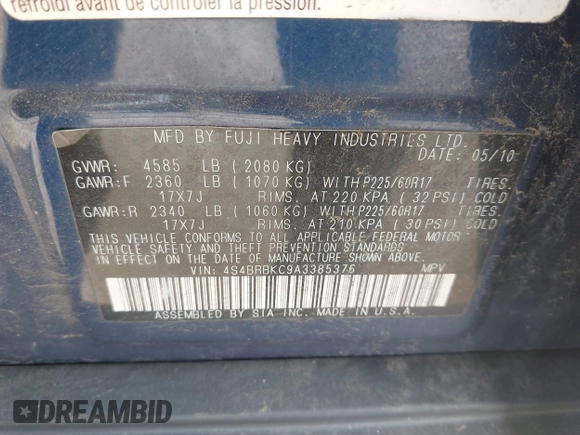 refroidi avant de contrôler la pression.
MFD BY FUJI HEAVY INDUSTRIES LTD.
DATE: 05/10
GVWR: 4585 LB ( 2080 KG)
GAWR:F 2360 LB ( 1070 KG) WITH P225/60R17 TIRES.
17X7J RIMS. AT 220 KPA ( 32 PSI) COLD
GAWR:R 2340 LB ( 1060 KG) WITH P225/60R17 TIRES.
17X7J RIMS. AT 210 KPA ( 30 PSI) COLD
THIS VEHICLE CONFORMS TO ALL APPLICABLE FEDERAL MOTOR
VEHICLE SAFETY AND THEFT PREVENTION STANDARDS
IN EFFECT ON THE DATE OF MANUFACTURE SHOWN ABOVE.
VIN: 4S4BRBKC9A3385376 MPV
ASSEMBLED BY SIA INC. MADE IN U.S.A.
DREAMBID